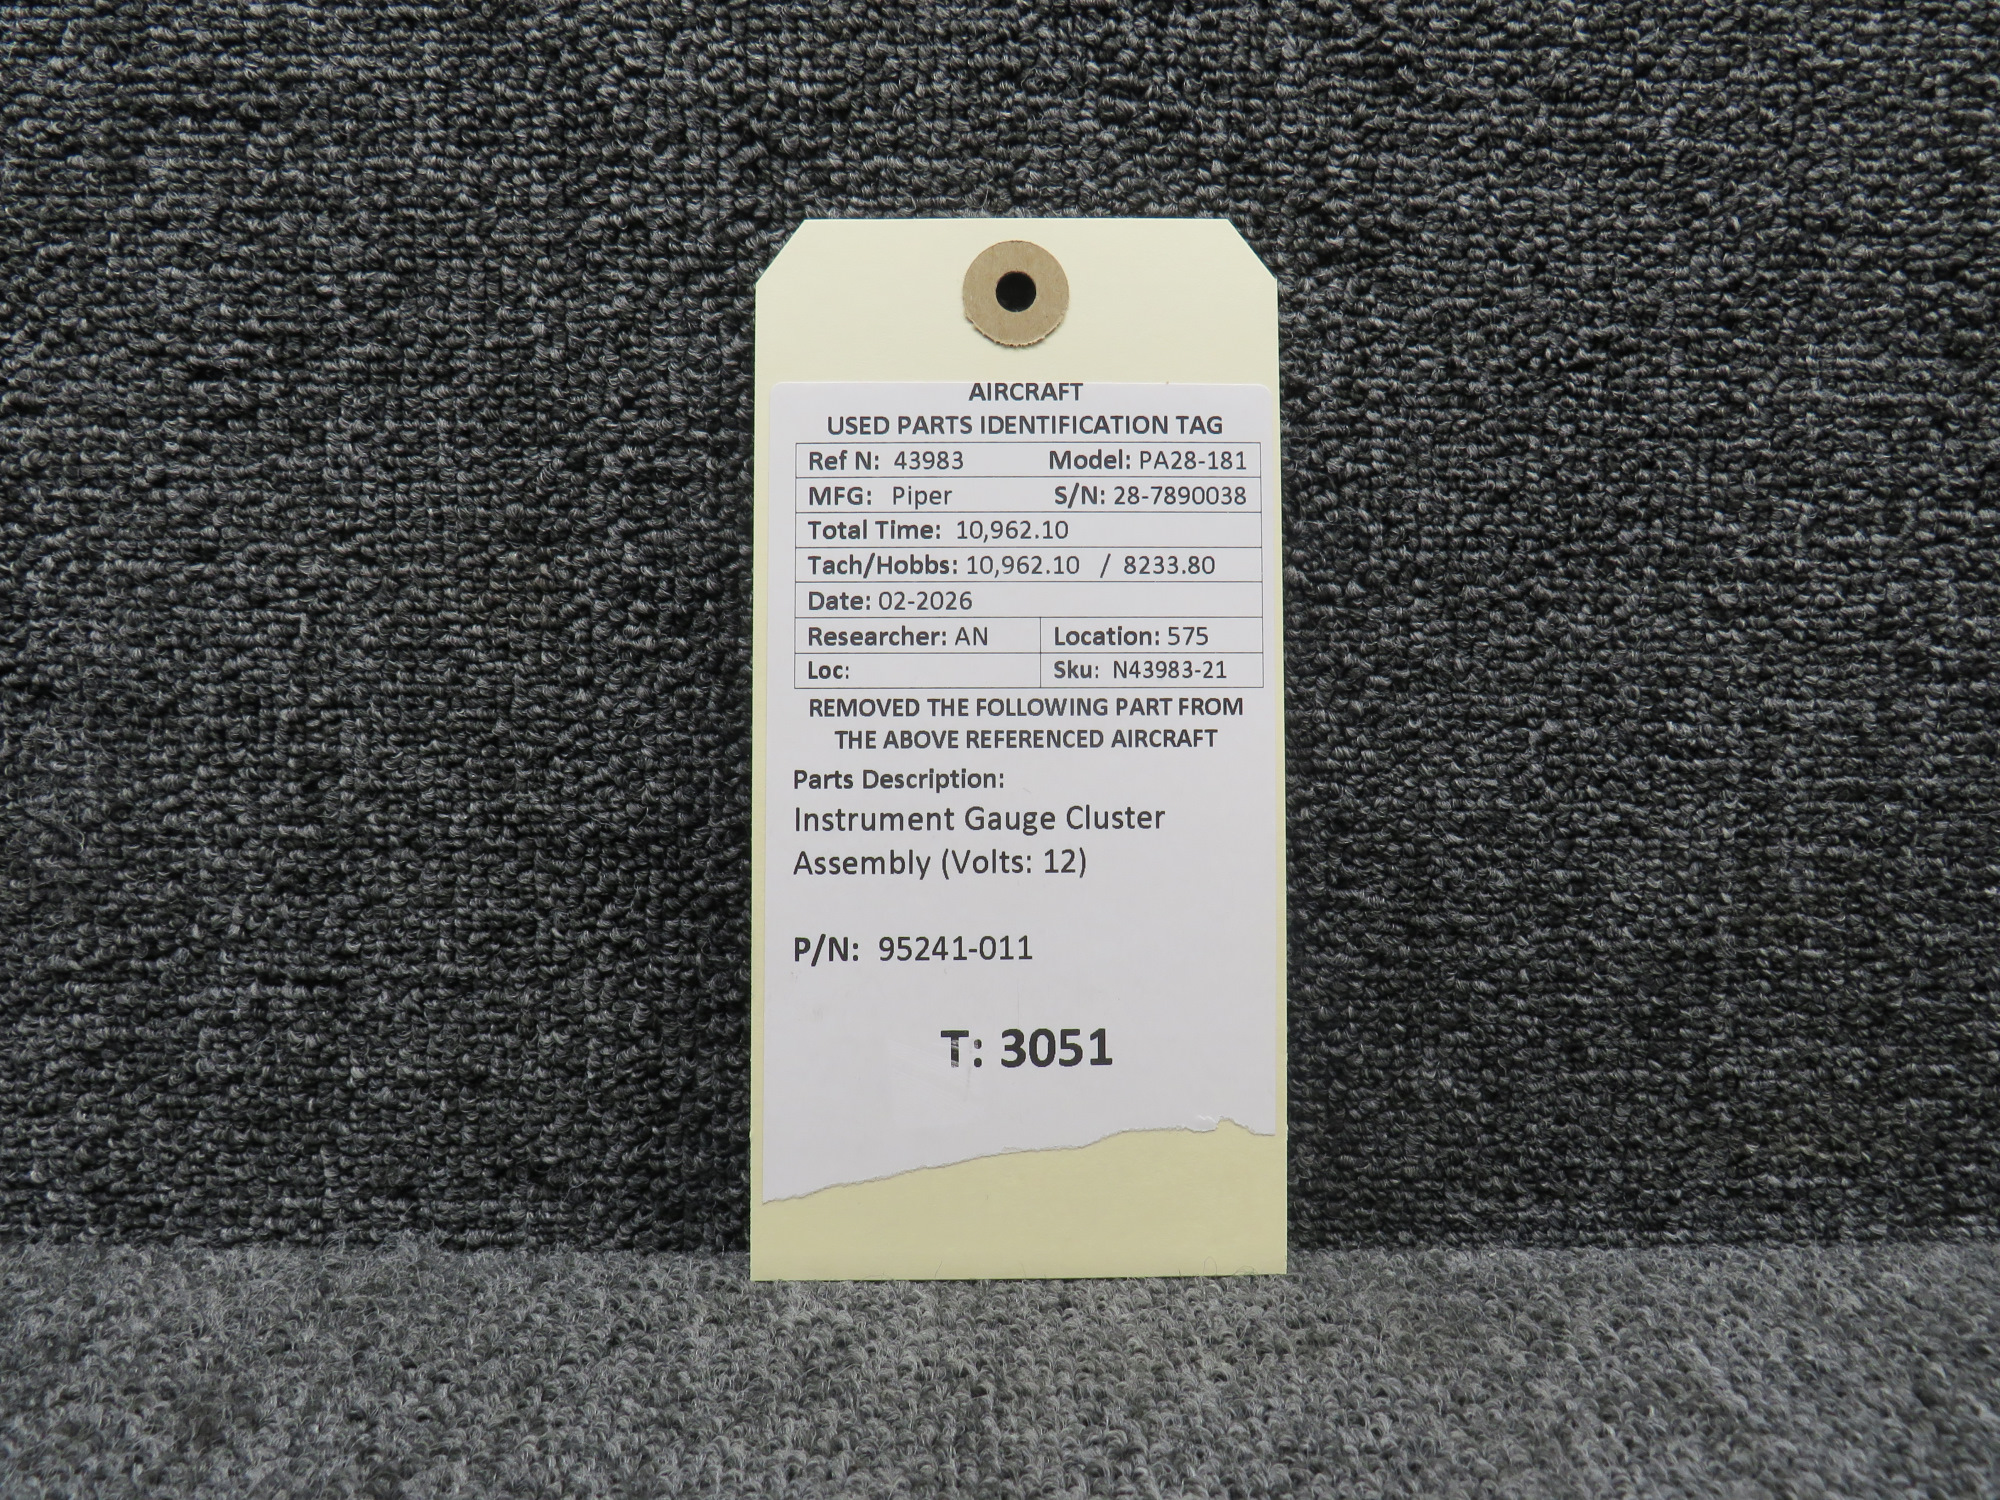 AIRCRAFT
USED PARTS IDENTIFICATION TAG
Ref N: 43983 Model: PA28-181
MFG: Piper S/N: 28-7890038
Total Time: 10,962.10
Tach/Hobbs: 10,962.10 / 8233.80
Date: 02-2026
Researcher: AN Location: 575
Loc: Sku: N43983-21
REMOVED THE FOLLOWING PART FROM
THE ABOVE REFERENCED AIRCRAFT
Parts Description:
Instrument Gauge Cluster
Assembly (Volts: 12)
P/N: 95241-011
T: 3051